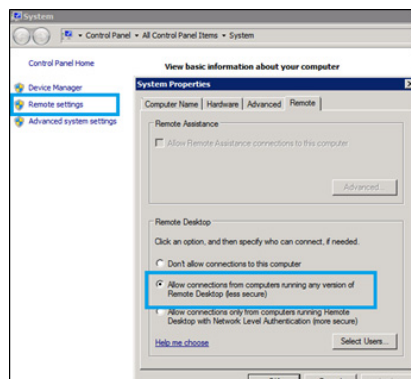 System
Control Panel
All Control Panel Items
System
Control Panel Home
View basic information about your computer
Device Manager
Remote settings
Advanced system settings
System Properties
Computer Name
Hardware
Advanced
Remote
Remote Assistance
Allow Remote Assistance connections to this computer
Advanced...
Remote Desktop
Click an option, and then specify who can connect, if needed.
Don't allow connections to this computer
Allow connections from computers running any version of
Remote Desktop (less secure)
Allow connections only from computers running Remote
Desktop with Network Level Authentication (more secure)
Help me choose
Select Users...